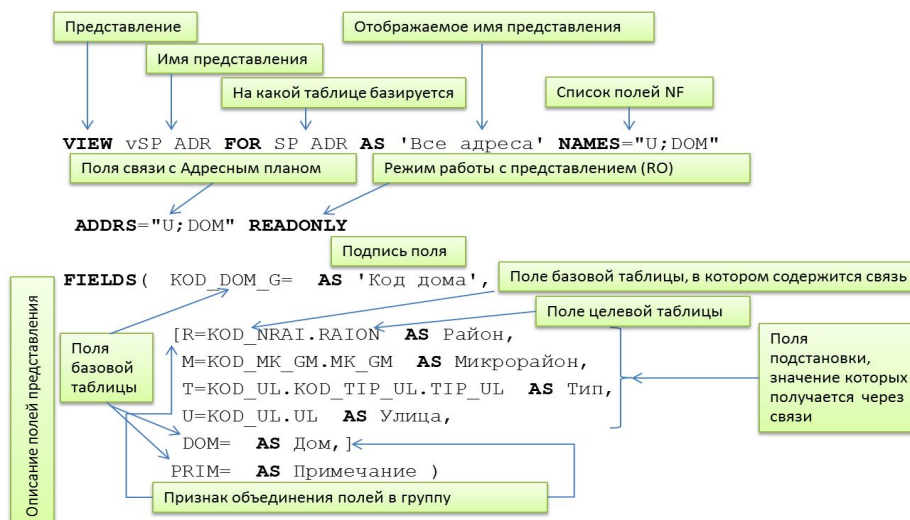 Представление
Отображаемое имя представления
Имя представления
На какой таблице базируется
Список полей NF
VIEW vSP_ADR FOR SP_ADR AS 'Все адреса' NAMES="U;DOM"
Поля связи с Адресным планом
Режим работы с представлением (RO)
ADDRS="U;DOM" READONLY
Подпись поля
FIELDS( KOD_DOM_G= AS 'Код дома',
Поле базовой таблицы, в котором содержится связь
Поле целевой таблицы
[R=KOD_NRAI.RAION AS Район,
M=KOD_MK_GM.MK_GM AS Микрорайон,
T=KOD_UL.KOD_TIP_UL.TIP_UL AS Тип,
U=KOD_UL.UL AS Улица,
DOM= AS Дом,]
PRIM= AS Примечание )
Поля
базовой
таблицы
Поля
подстановки,
значение которых
получается через
связи
Признак объединения полей в группу
Описание полей представления